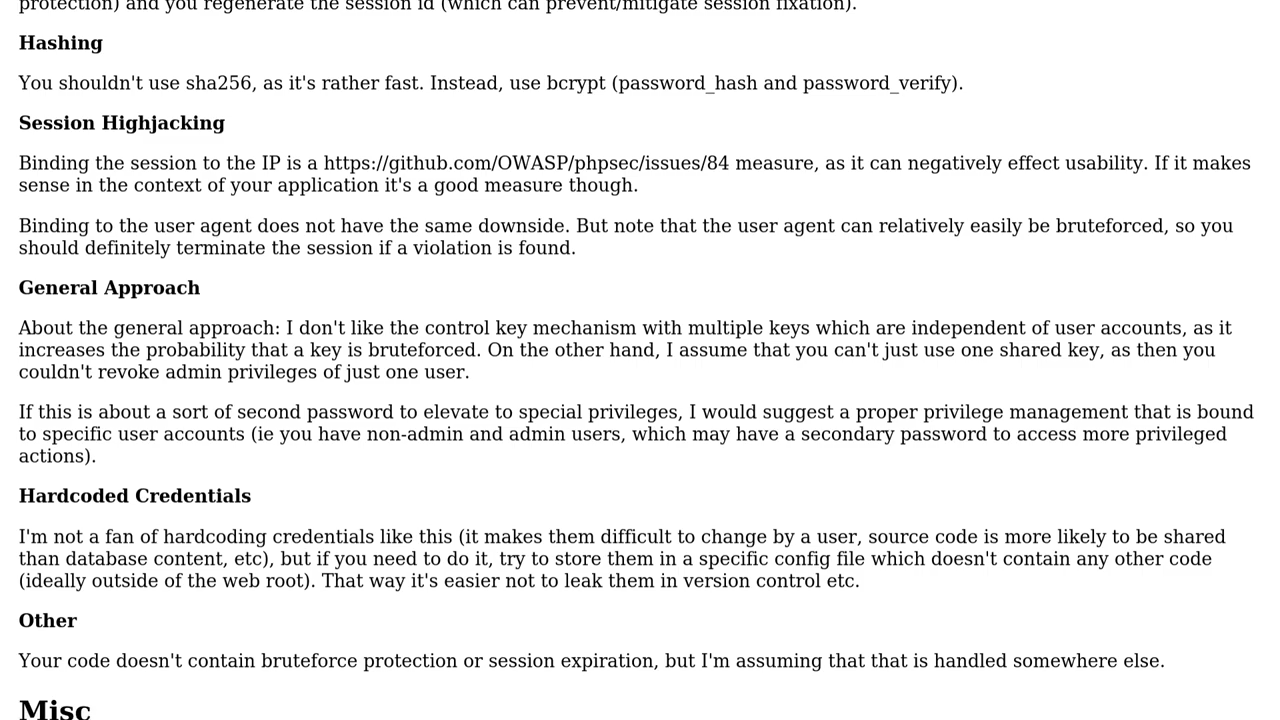 protection) and you regenerate the session id (which can prevent/mitigate session fixation).
Hashing
You shouldn't use sha256, as it's rather fast. Instead, use bcrypt (password_hash and password_verify).
Session Highjacking
Binding the session to the IP is a https://github.com/OWASP/phpsec/issues/84 measure, as it can negatively effect usability. If it makes
sense in the context of your application it's a good measure though.
Binding to the user agent does not have the same downside. But note that the user agent can relatively easily be bruteforced, so you
should definitely terminate the session if a violation is found.
General Approach
About the general approach: I don't like the control key mechanism with multiple keys which are independent of user accounts, as it
increases the probability that a key is bruteforced. On the other hand, I assume that you can't just use one shared key, as then you
couldn't revoke admin privileges of just one user.
If this is about a sort of second password to elevate to special privileges, I would suggest a proper privilege management that is bound
to specific user accounts (ie you have non-admin and admin users, which may have a secondary password to access more privileged
actions).
Hardcoded Credentials
I'm not a fan of hardcoding credentials like this (it makes them difficult to change by a user, source code is more likely to be shared
than database content, etc), but if you need to do it, try to store them in a specific config file which doesn't contain any other code
(ideally outside of the web root). That way it's easier not to leak them in version control etc.
Other
Your code doesn't contain bruteforce protection or session expiration, but I'm assuming that that is handled somewhere else.
Misc